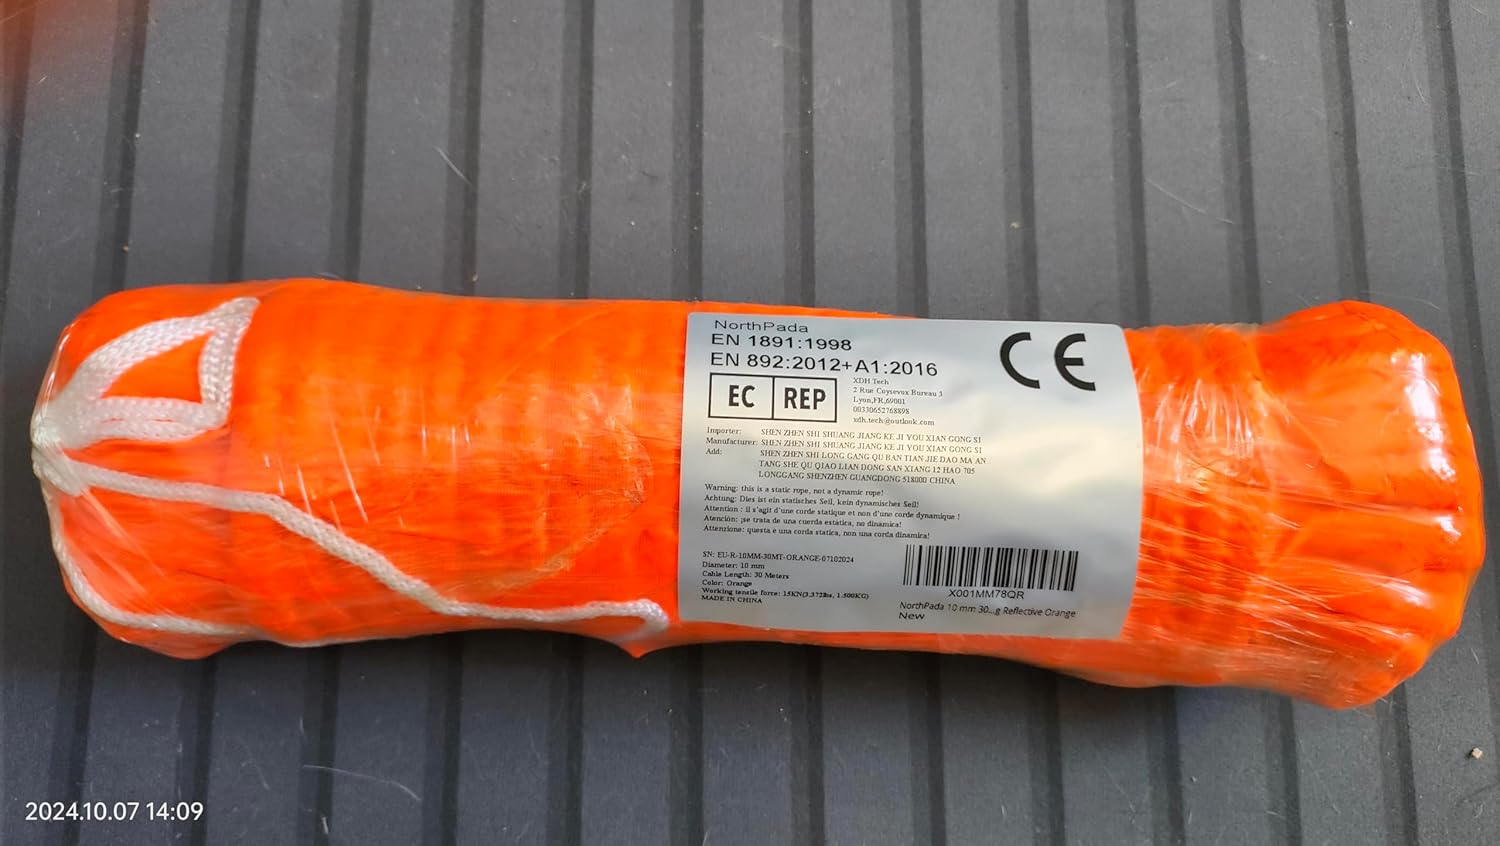 NorthPada
EN 1891:1998
EN 892:2012+A1:2016
CE
EC REP
XDH Tech
2 Rue Coysevox Bureau 3
Lyon,FR,69001
00330652768898
xdh.tech@outlook.com
Importer: SHEN ZHEN SHI SHUANG JIANG KE JI YOU XIAN GONG SI
Manufacturer: SHEN ZHEN SHI SHUANG JIANG KE JI YOU XIAN GONG SI
Add: SHEN ZHEN SHI LONG GANG QU BAN TIAN JIE DAO MA AN
TANG SHE QU QIAO LIAN DONG SAN XIANG 12 HAO 705
LONGGANG SHENZHEN GUANGDONG 518000 CHINA
Warning: this is a static rope, not a dynamic rope!
Achtung: Dies ist ein statisches Seil, kein dynamisches Seil!
Attention : il s'agit d'une corde statique et non d'une corde dynamique !
Atención: ¡se trata de una cuerda estática, no dinamica!
Attenzione: questa è una corda statica, non una corda dinamica!
SN: EU-R-10MM-30MT-ORANGE-07102024
Diameter: 10 mm
Cable Length: 30 Meters
Color: Orange
Working tensile force: 15KN(3.372lbs, 1.500KG)
MADE IN CHINA
X001MM78QR
NorthPada 10 mm 30...g Reflective Orange
New
2024.10.07 14:09